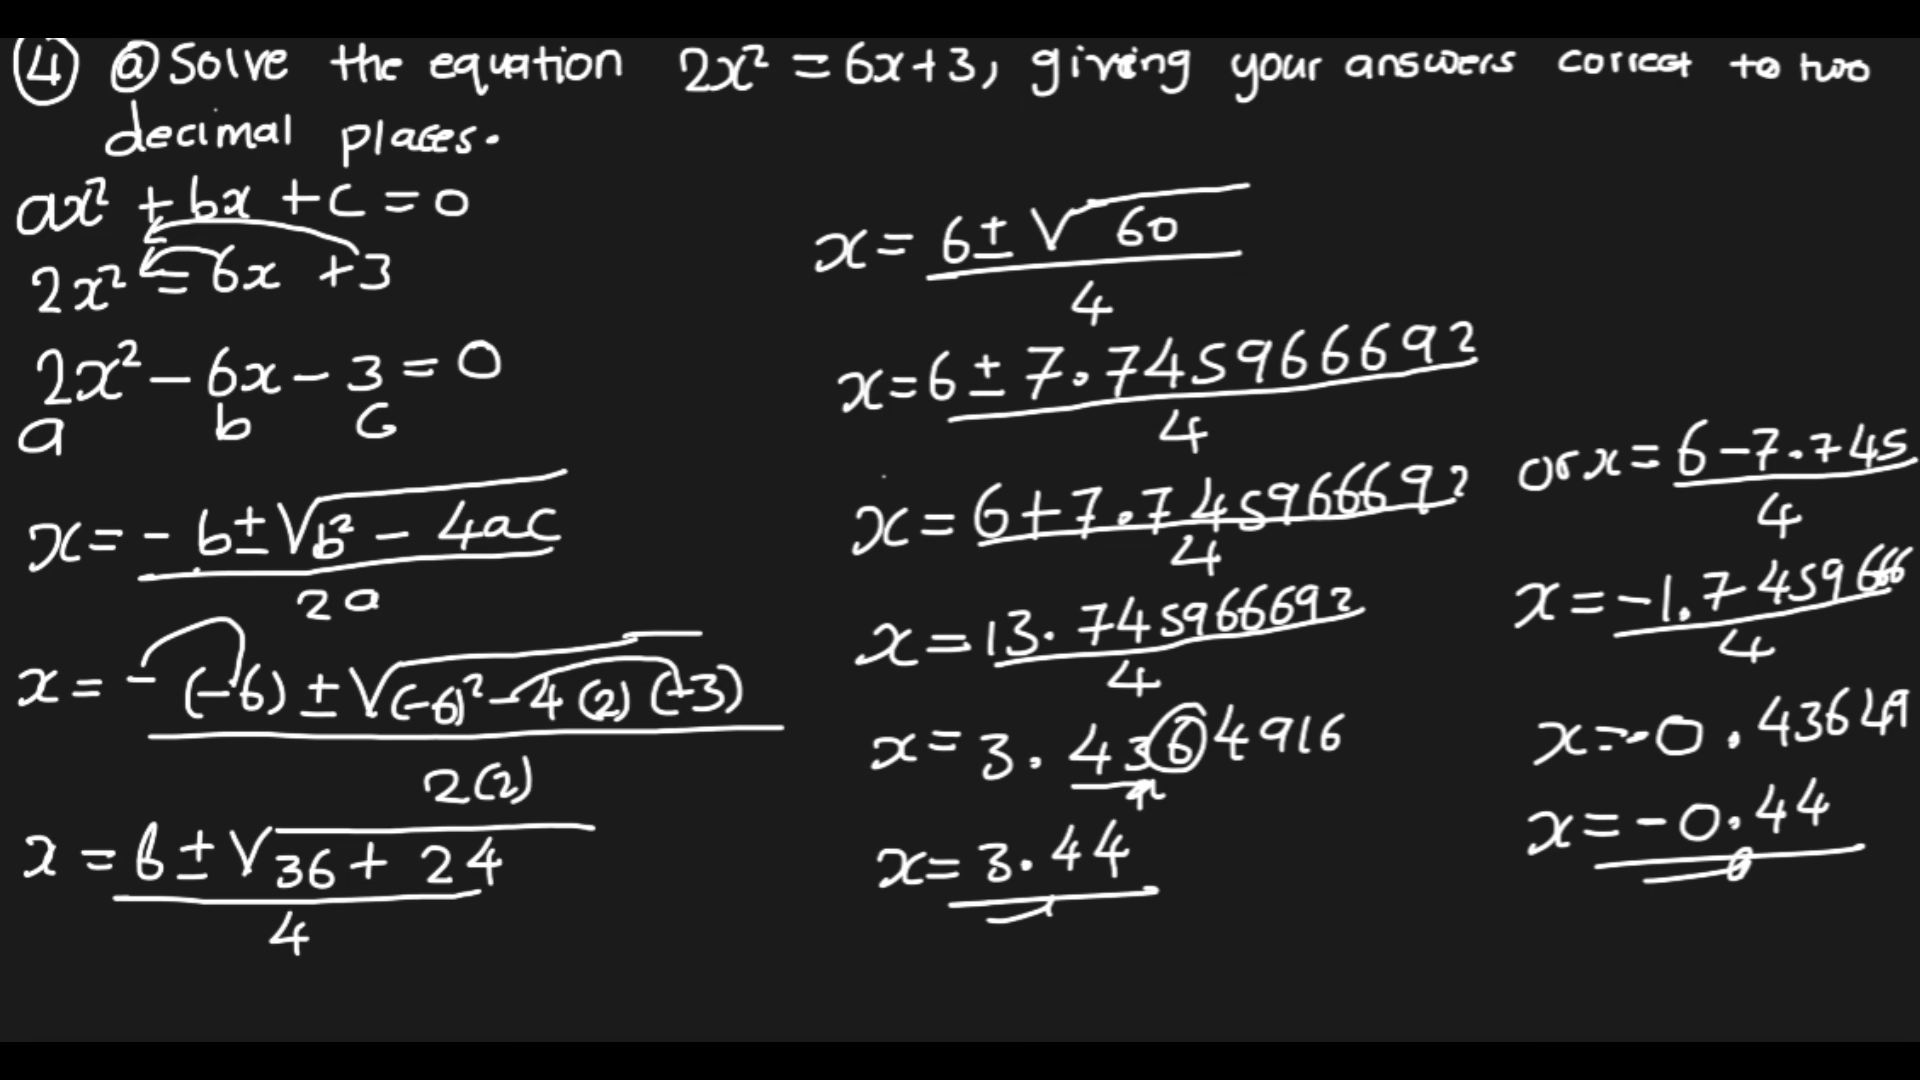 ④ ⓐ Solve the equation 2x² = 6x+3, giving your answers correct to two
decimal places.
ax² + bx + c = 0
2x² = 6x + 3
2x² - 6x - 3 = 0
a b c
x = - b ± √b² - 4ac
2a
x = - (-6) ± √(-6)² - 4 (2) (-3)
2(2)
x = 6 ± √36 + 24
4
x = 6 ± √60
4
x = 6 ± 7.745966692
4
x = 6 + 7.745966692
4
x = 13.745966692
4
x = 3.4364916
x = 3.44
or x = 6 - 7.745
4
x = -1.7459666
4
x = -0.43649
x = -0.44